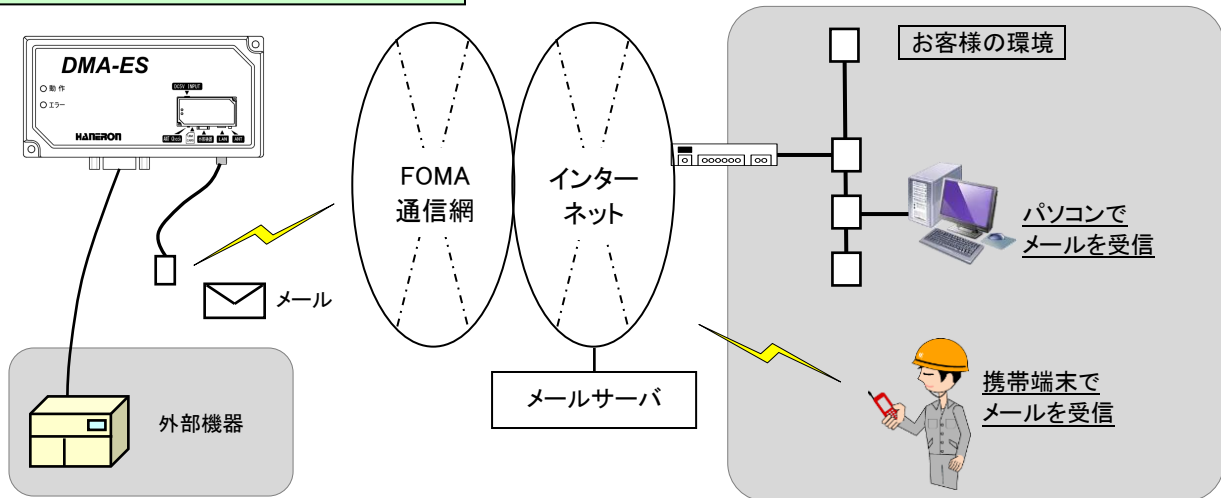 DMA-ES
動作
エラー
DC5V INPUT
HANERON
LAN
ANT
FOMA
通信網
インター
ネット
メール
メールサーバ
外部機器
お客様の環境
パソコンで
メールを受信
携帯端末で
メールを受信